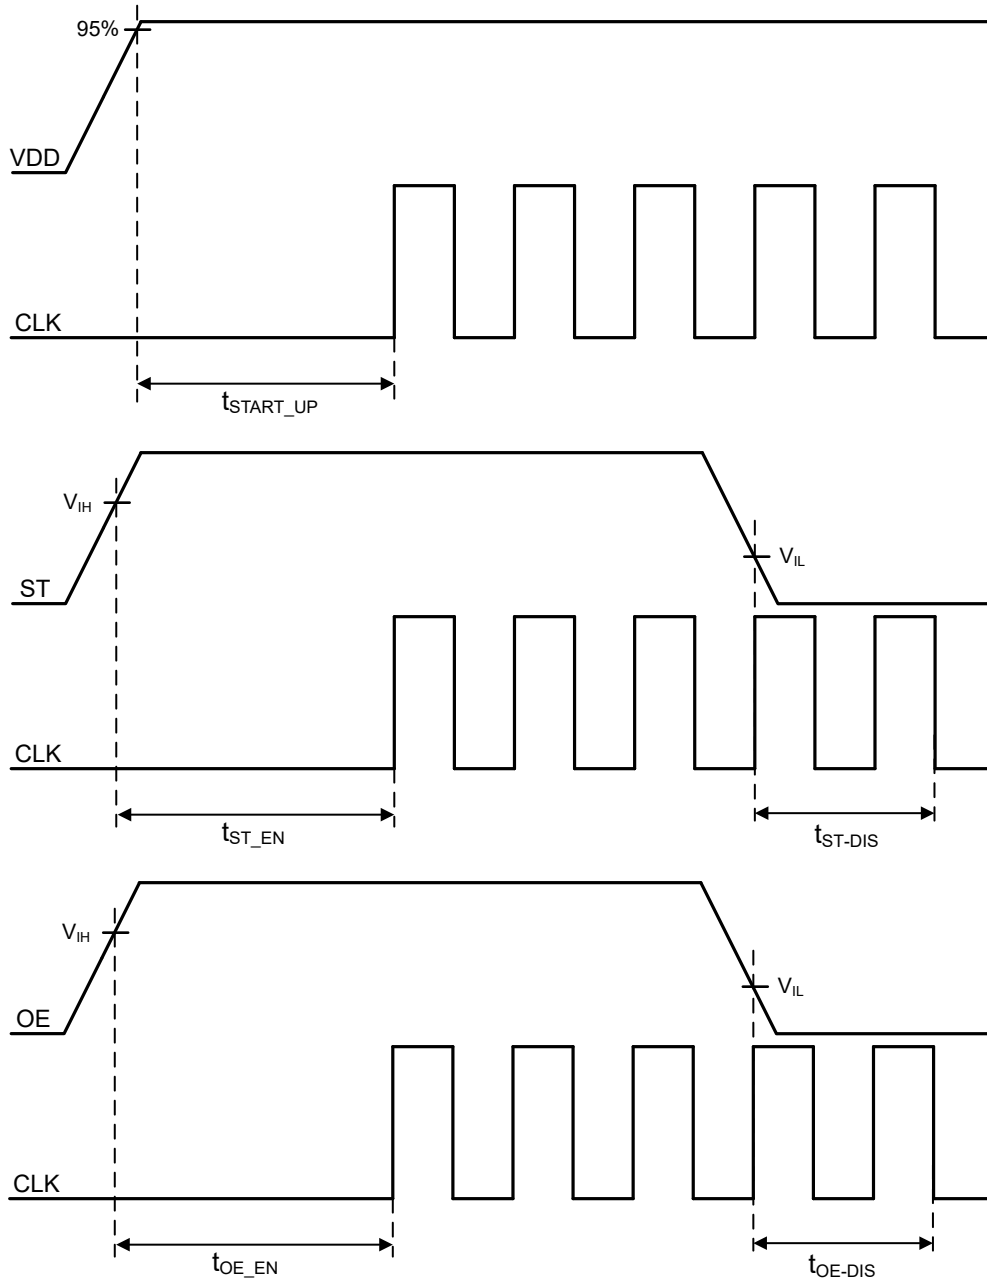 95%
VDD
CLK
tSTART_UP
VIH
VIL
ST
CLK
tST_EN
tST-DIS
VIH
VIL
OE
CLK
tOE_EN
tOE-DIS